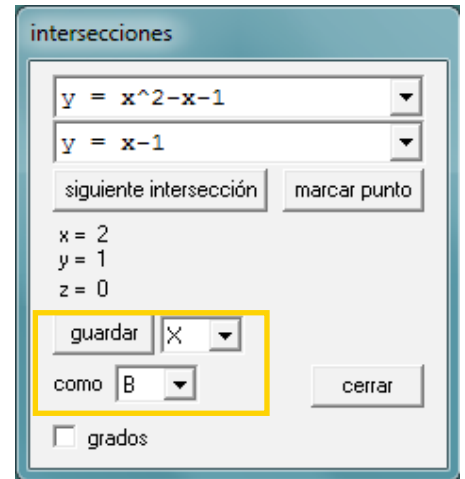 intersecciones
y = x^2-x-1
y = x-1
siguiente intersección marcar punto
x = 2
y = 1
z = 0
guardar X
como B cerrar
grados